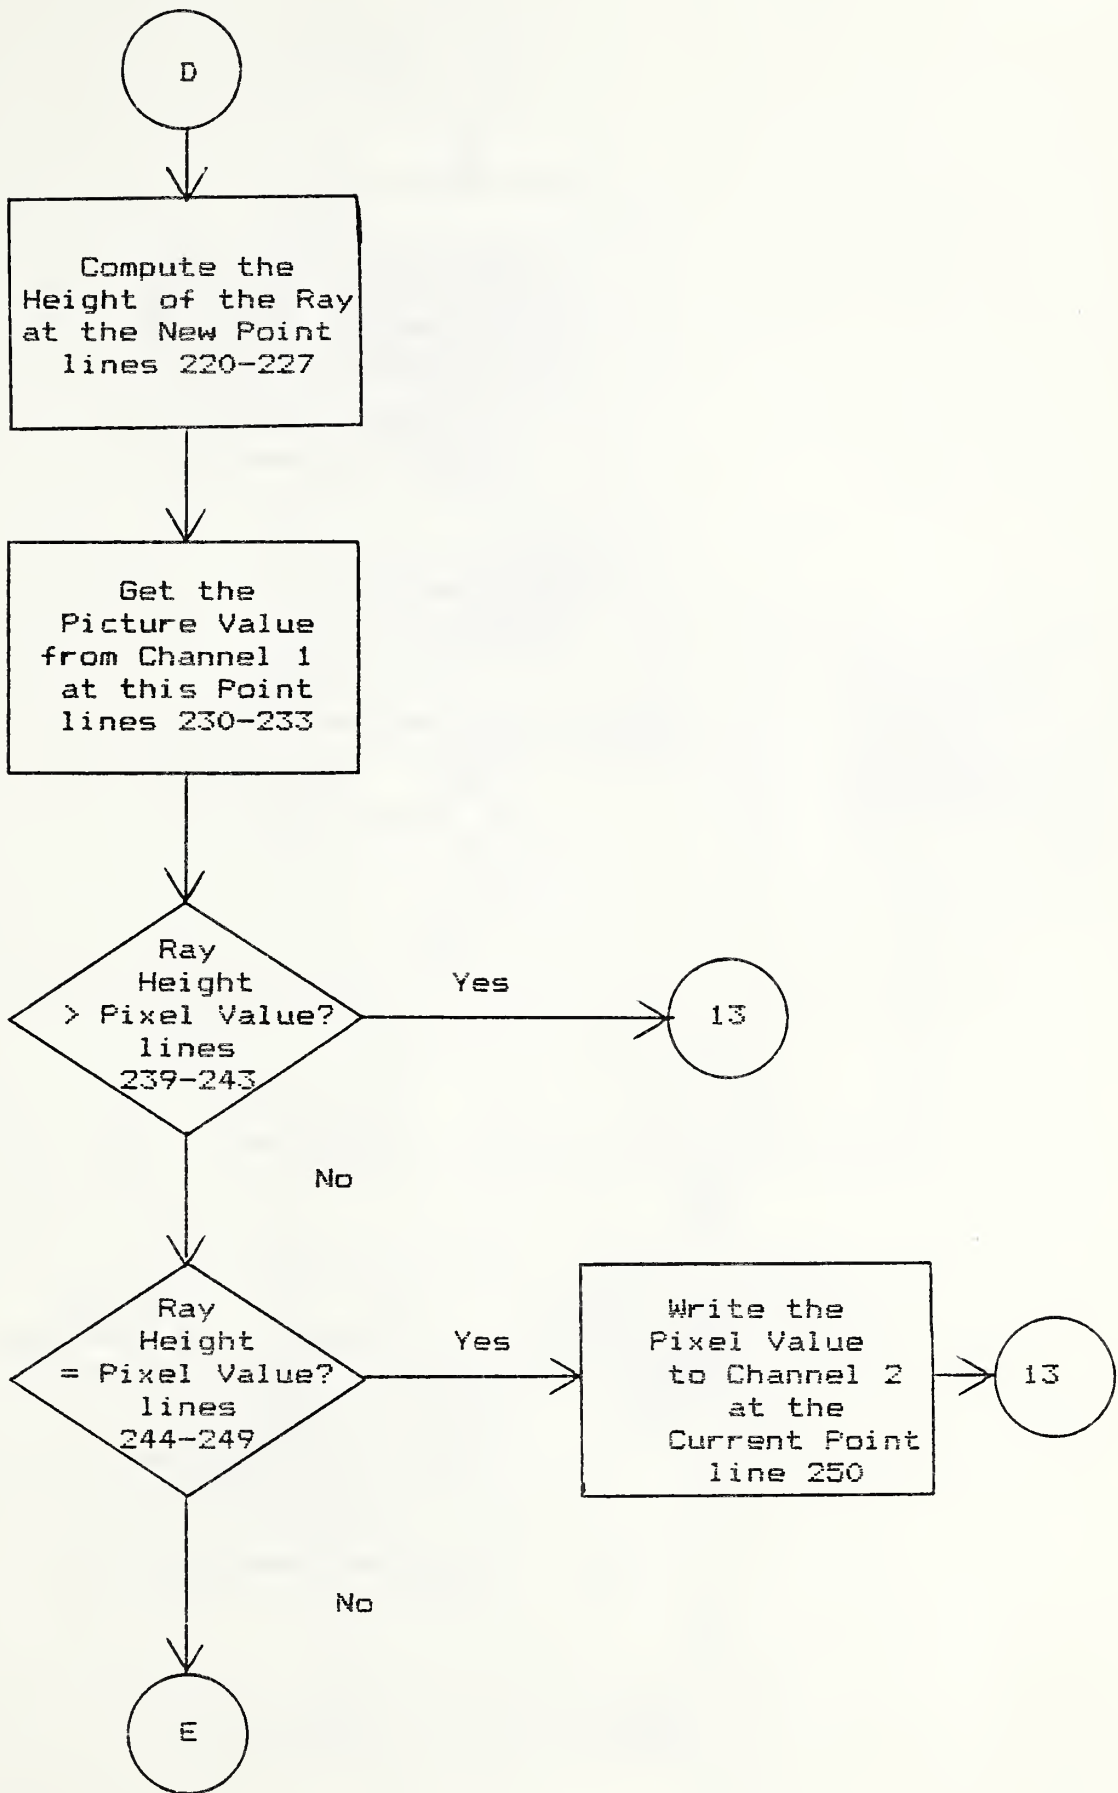 D
Compute the
Height of the Ray
at the New Point
lines 220-227
Get the
Picture Value
from Channel 1
at this Point
lines 230-233
Ray
Height
> Pixel Value?
lines
239-243
Yes
13
No
Ray
Height
= Pixel Value?
lines
244-249
Yes
Write the
Pixel Value
to Channel 2
at the
Current Point
line 250
13
No
E